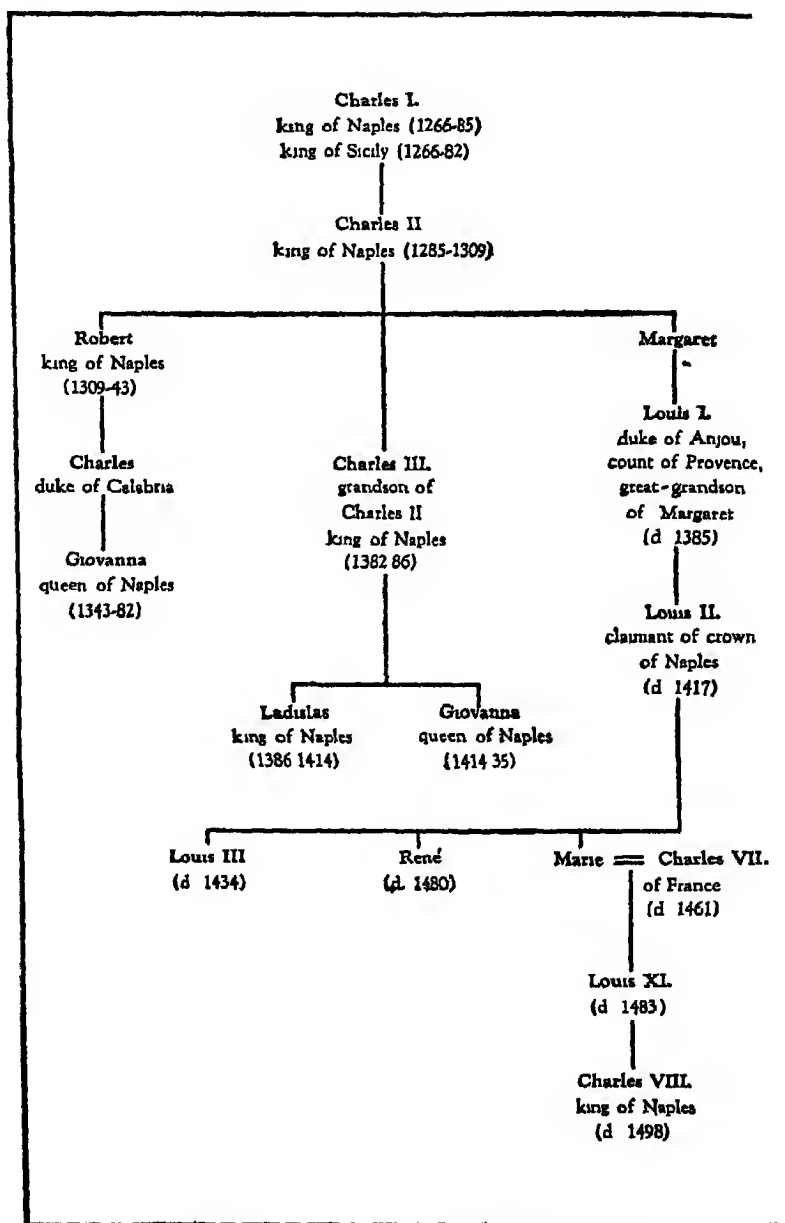 Charles I.
king of Naples (1266-85)
king of Sicily (1266-82)
Charles II
king of Naples (1285-1309)
Robert
king of Naples
(1309-43)
Charles
duke of Calabria
Giovanna
queen of Naples
(1343-82)
Charles III.
grandson of
Charles II
king of Naples
(1382 86)
Ladislas
king of Naples
(1386 1414)
Giovanna
queen of Naples
(1414 35)
Margaret
Louis I.
duke of Anjou,
count of Provence,
great-grandson
of Margaret
(d 1385)
Louis II.
claimant of crown
of Naples
(d 1417)
Louis III
(d 1434)
René
(d. 1480)
Marie = Charles VII.
of France
(d 1461)
Louis XI.
(d 1483)
Charles VIII.
king of Naples
(d 1498)